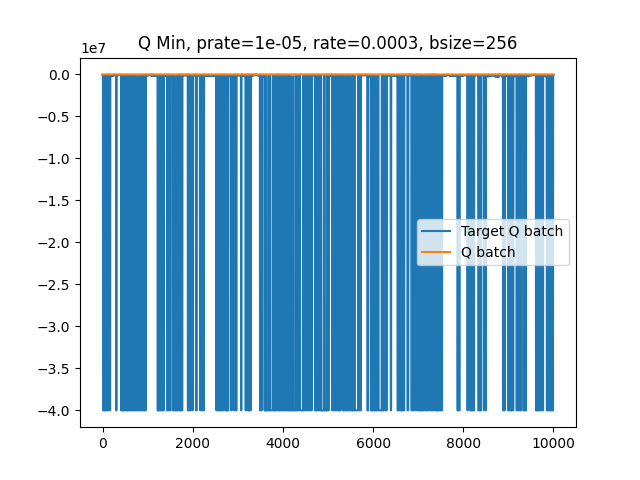 Q Min, prate=1e-05, rate=0.0003, bsize=256
1e7
0.0
−0.5
−1.0
−1.5
−2.0
−2.5
−3.0
−3.5
−4.0
Target Q batch
Q batch
0 2000 4000 6000 8000 10000